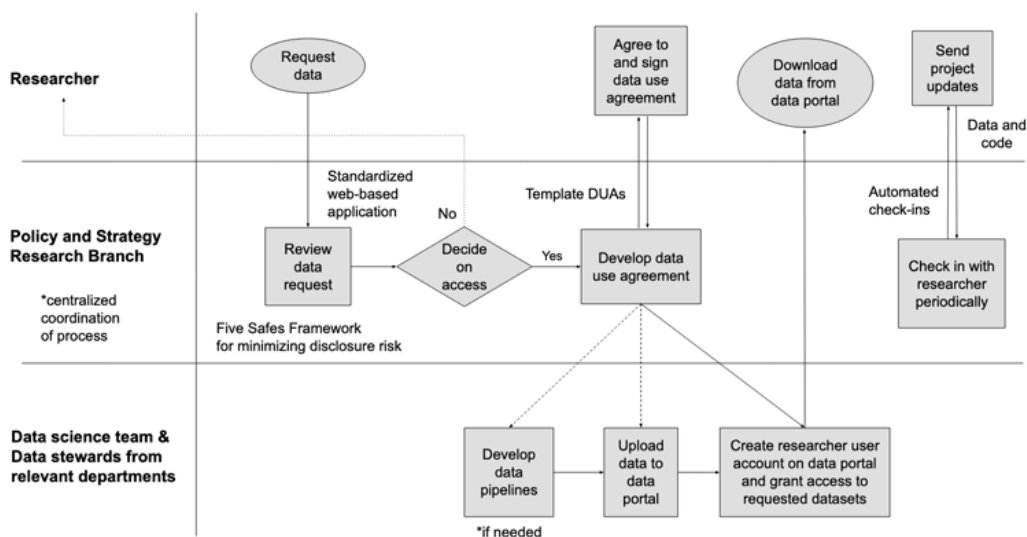 Researcher
Request
data
Agree to
and sign
data use
agreement
Download
data from
data portal
Send
project
updates
Data and
code
Policy and Strategy
Research Branch
*centralized
coordination
of process
Standardized
web-based
application
Review
data
request
Five Safes Framework
for minimizing disclosure risk
No
Decide
on
access
Yes
Template DUAs
Develop data
use agreement
Automated
check-ins
Check in with
researcher
periodically
Data science team &
Data stewards from
relevant departments
Develop
data
pipelines
*if needed
Upload
data to
data
portal
Create researcher user
account on data portal
and grant access to
requested datasets